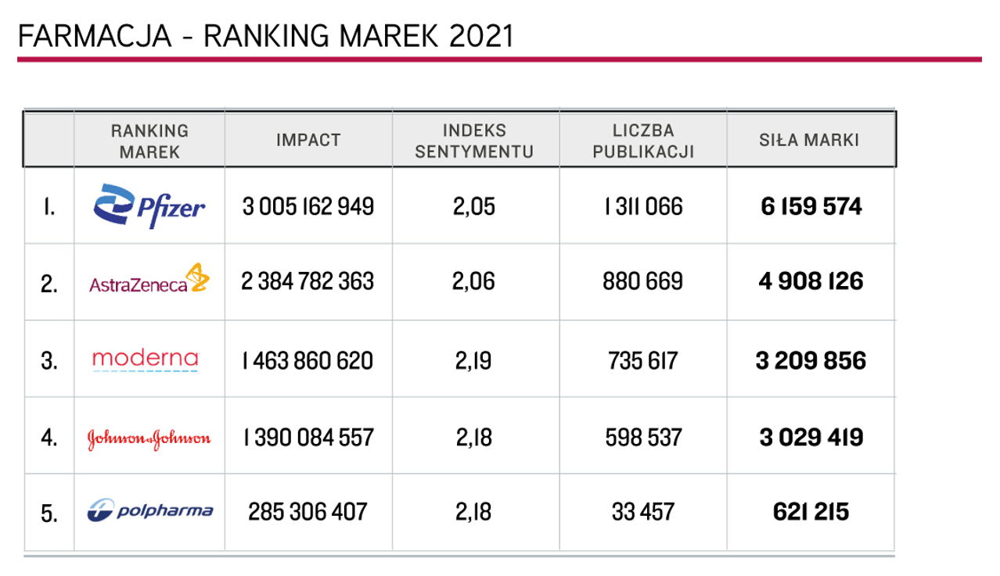 FARMACJA - RANKING MAREK 2021
RANKING MAREK IMPACT INDEKS SENTYMENTU LICZBA PUBLIKACJI SIŁA MARKI
1. Pfizer 3 005 162 949 2,05 1 311 066 6 159 574
2. AstraZeneca 2 384 782 363 2,06 880 669 4 908 126
3. moderna 1 463 860 620 2,19 735 617 3 209 856
4. Johnson&Johnson 1 390 084 557 2,18 598 537 3 029 419
5. polpharma 285 306 407 2,18 33 457 621 215